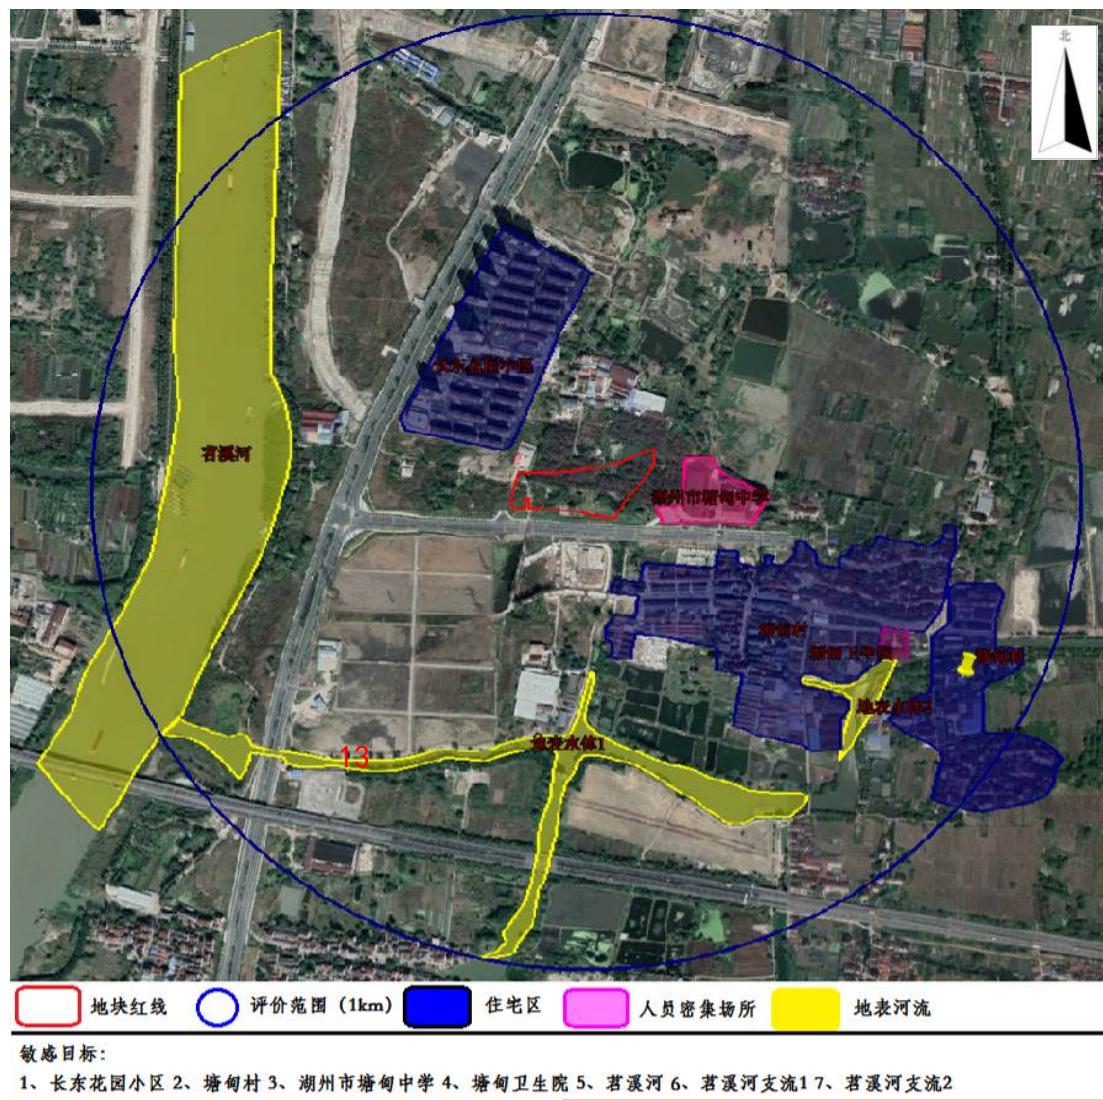 北
长东花园小区
苕溪河
湖州市塘甸中学
塘甸村
塘甸卫生院
塘甸村
地表水体2
地表水体1
13
地块红线 评价范围（1km） 住宅区 人员密集场所 地表河流
敏感目标：
1、长东花园小区 2、塘甸村 3、湖州市塘甸中学 4、塘甸卫生院 5、苕溪河 6、苕溪河支流1 7、苕溪河支流2